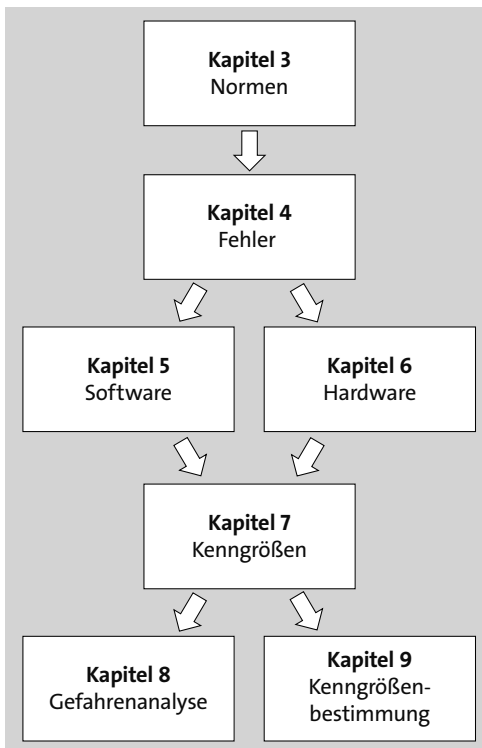 Kapitel 3
Normen
Kapitel 4
Fehler
Kapitel 5
Software
Kapitel 6
Hardware
Kapitel 7
Kenngrößen
Kapitel 8
Gefahrenanalyse
Kapitel 9
Kenngrößen-
bestimmung